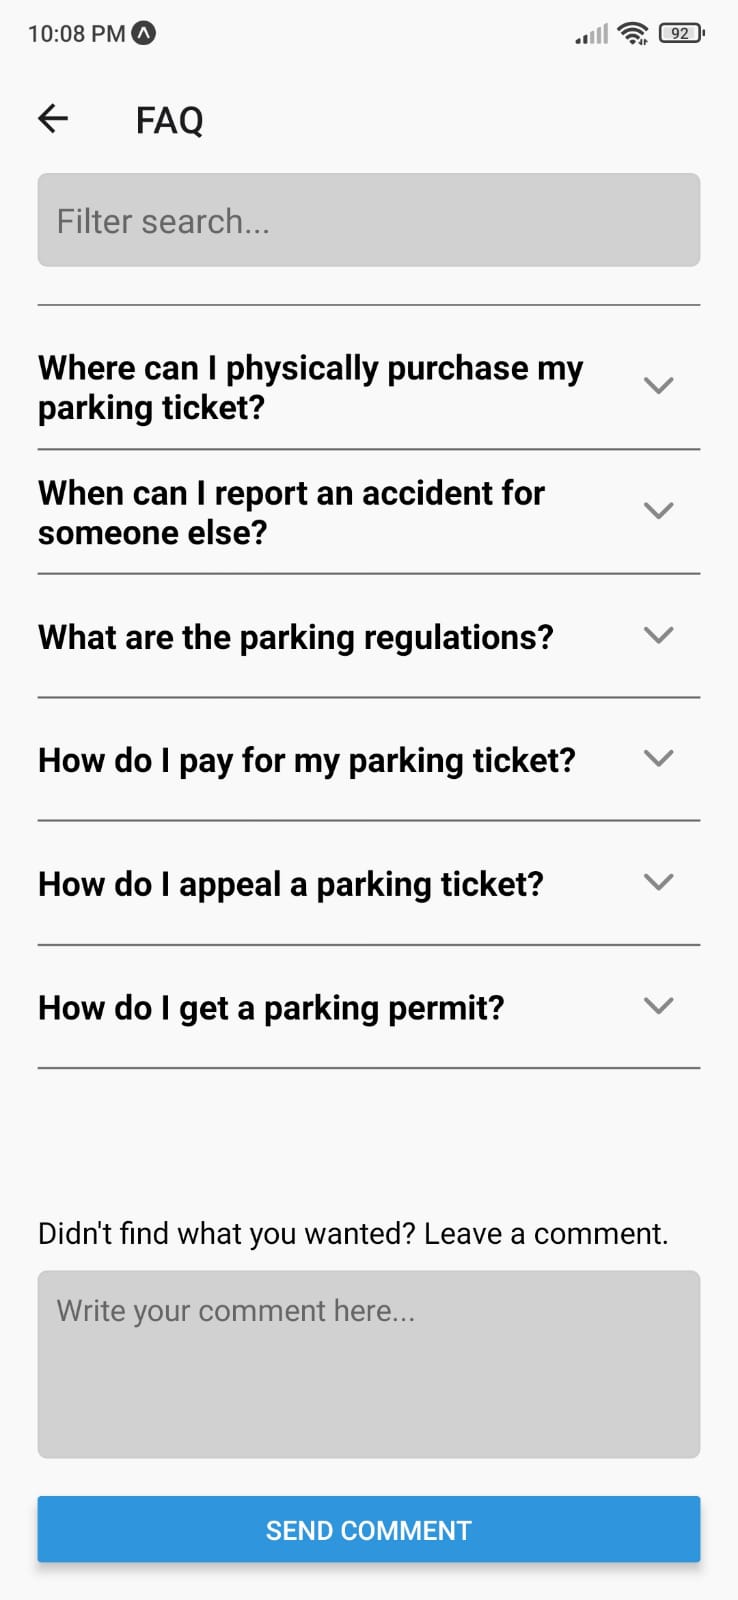 10:08 PM 92
FAQ
Filter search...
Where can I physically purchase my
parking ticket?
When can I report an accident for
someone else?
What are the parking regulations?
How do I pay for my parking ticket?
How do I appeal a parking ticket?
How do I get a parking permit?
Didn't find what you wanted? Leave a comment.
Write your comment here...
SEND COMMENT